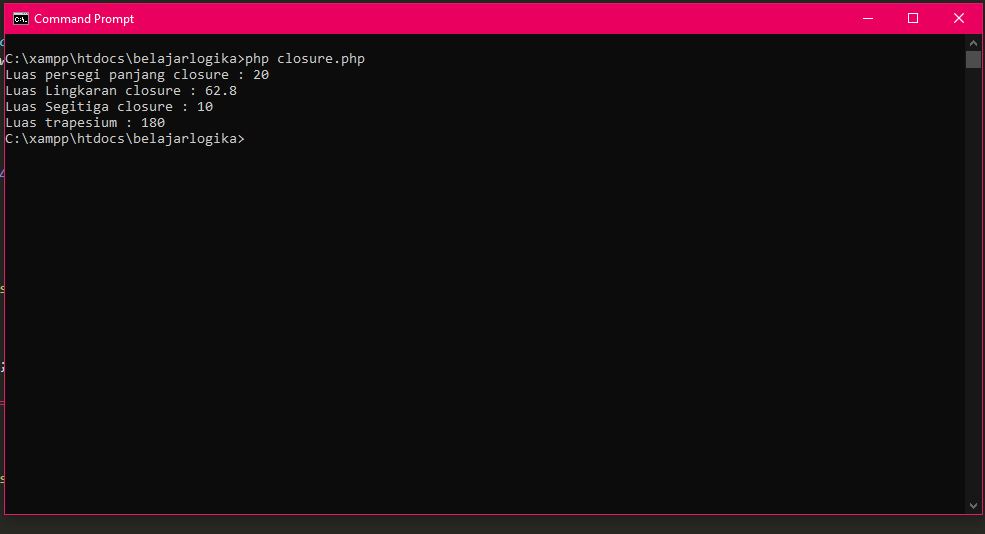 Command Prompt
C:\xampp\htdocs\belajarlogika>php closure.php
Luas persegi panjang closure : 20
Luas Lingkaran closure : 62.8
Luas Segitiga closure : 10
Luas trapesium : 180
C:\xampp\htdocs\belajarlogika>